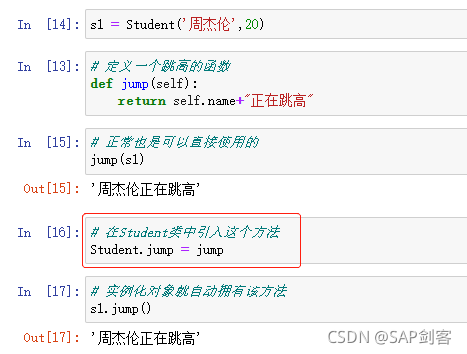 In [14]: s1 = Student('周杰伦',20)
In [13]: # 定义一个跳高的函数
def jump(self):
    return self.name+"正在跳高"
In [15]: # 正常也是可以直接使用的
jump(s1)
Out[15]: '周杰伦正在跳高'
In [16]: # 在Student类中引入这个方法
Student.jump = jump
In [17]: # 实例化对象就自动拥有该方法
s1.jump()
Out[17]: '周杰伦正在跳高'
CSDN @SAP剑客